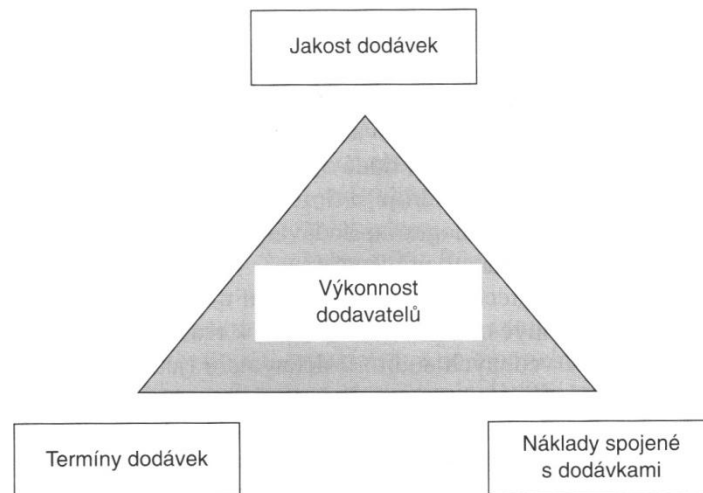 Jakost dodávek
Výkonnost
dodavatelů
Termíny dodávek
Náklady spojené
s dodávkami